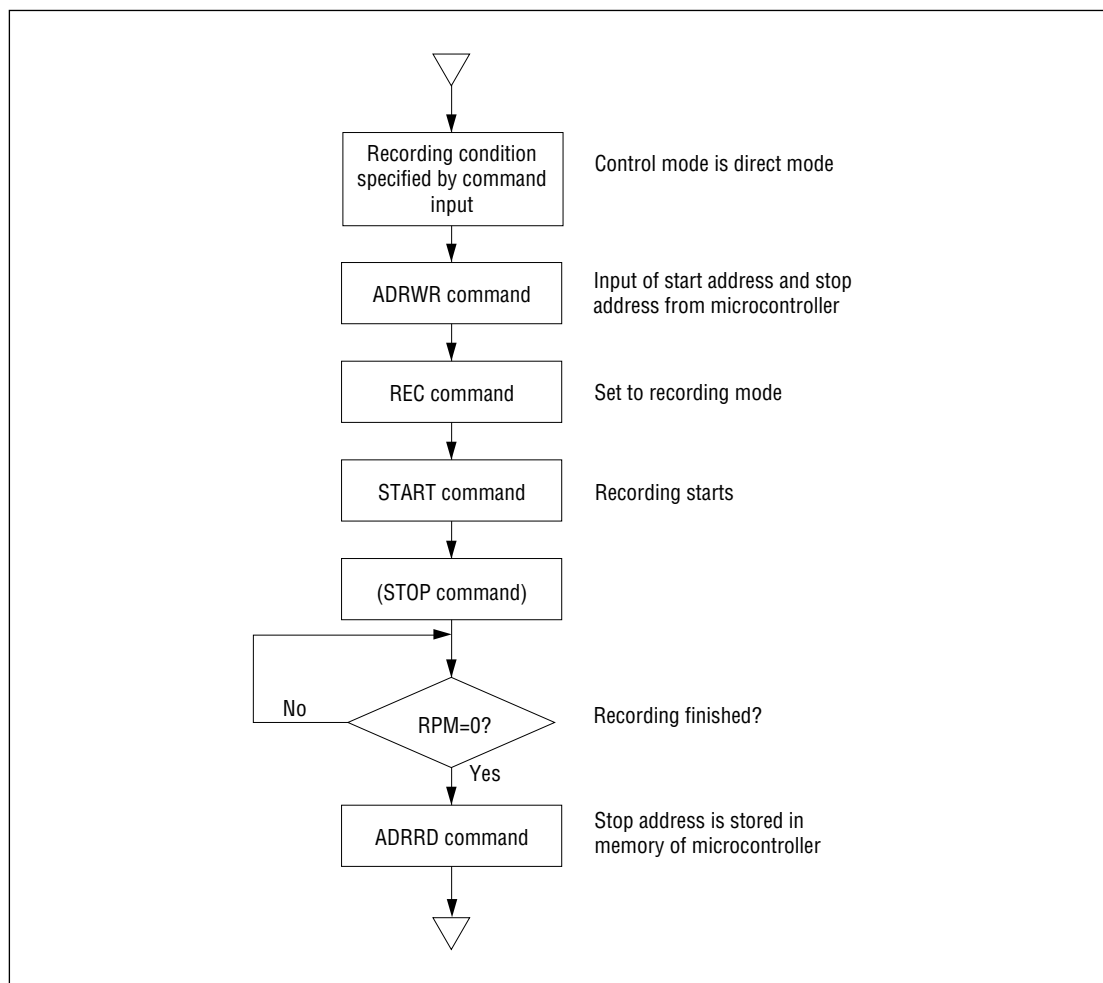 Recording condition
specified by command
input
Control mode is direct mode
ADRWR command
Input of start address and stop
address from microcontroller
REC command
Set to recording mode
START command
Recording starts
(STOP command)
No
RPM=0?
Recording finished?
Yes
ADRRD command
Stop address is stored in
memory of microcontroller